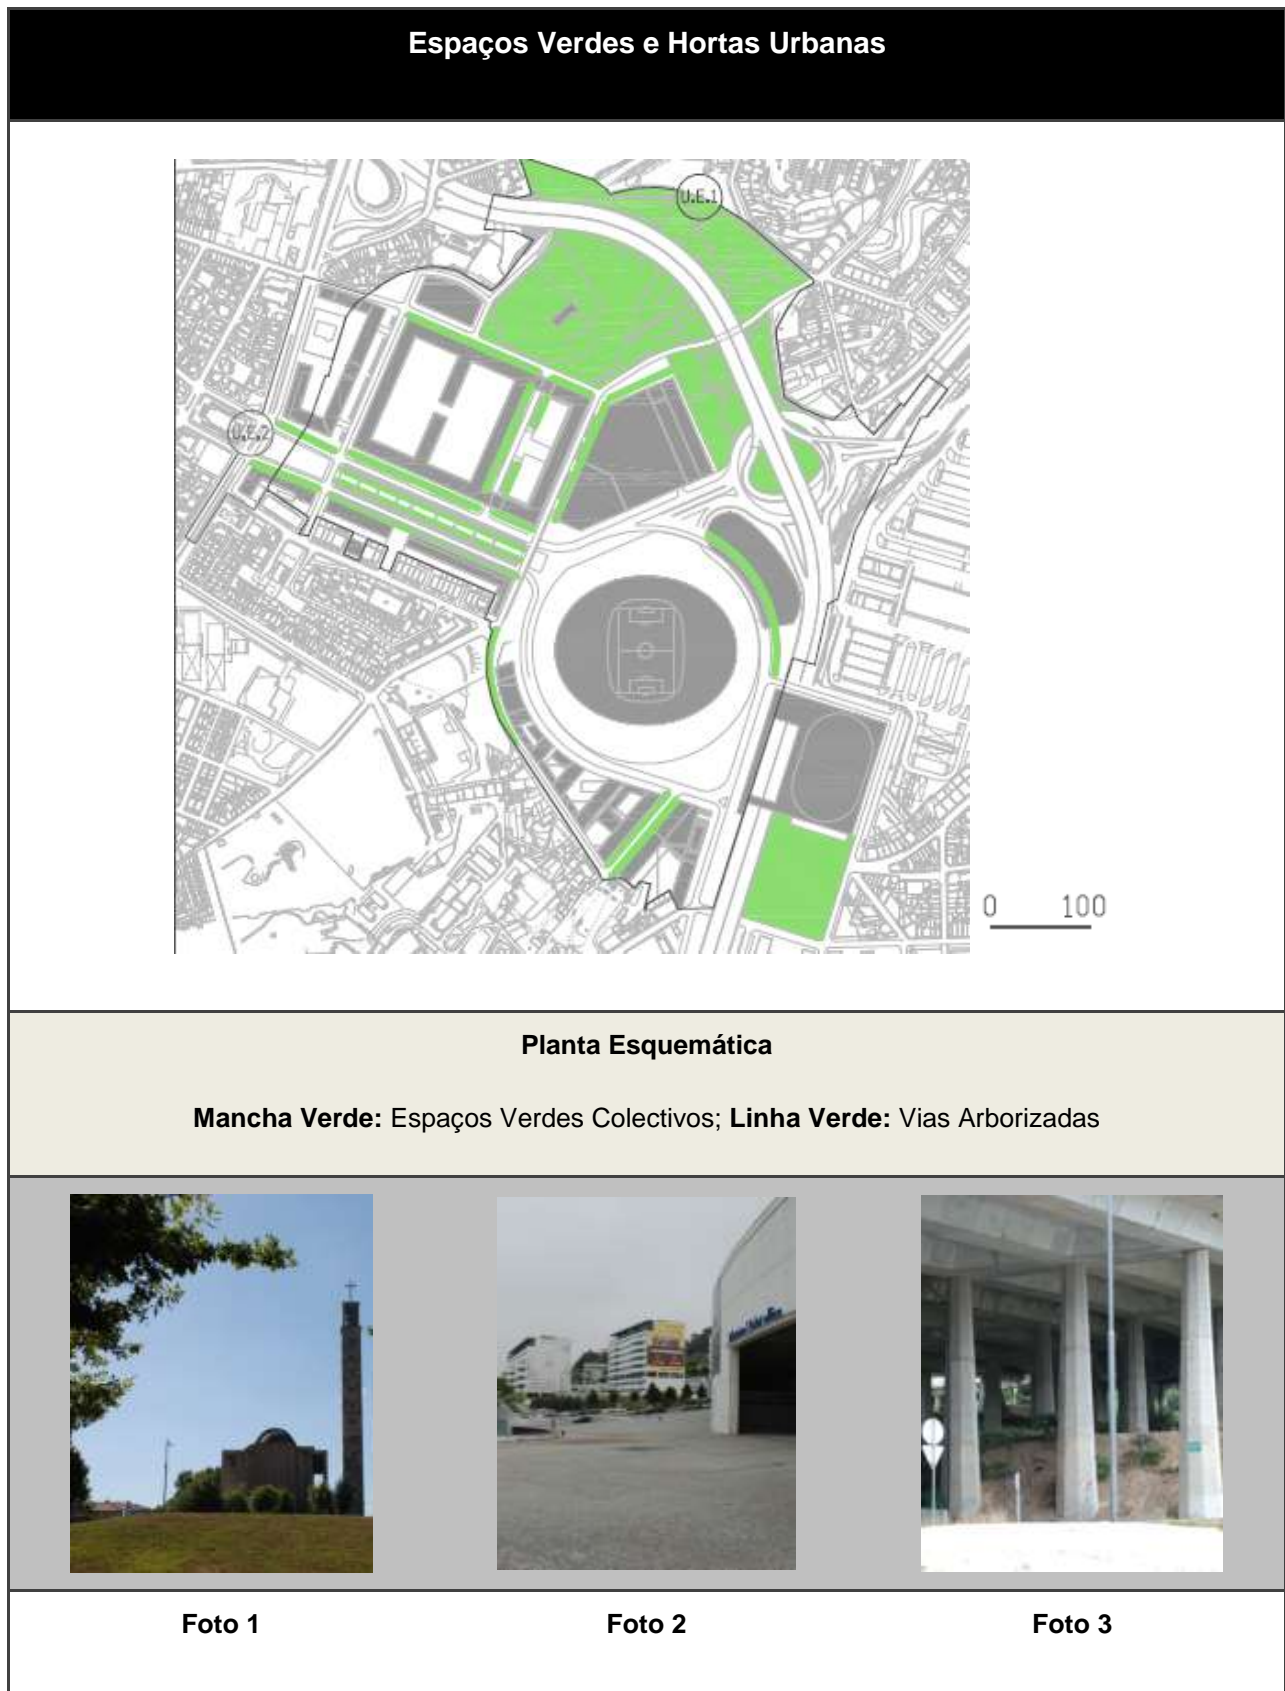 Espaços Verdes e Hortas Urbanas
U.E.1
U.E.2
0 100
Planta Esquemática
Mancha Verde: Espaços Verdes Colectivos; Linha Verde: Vias Arborizadas
Foto 1 Foto 2 Foto 3